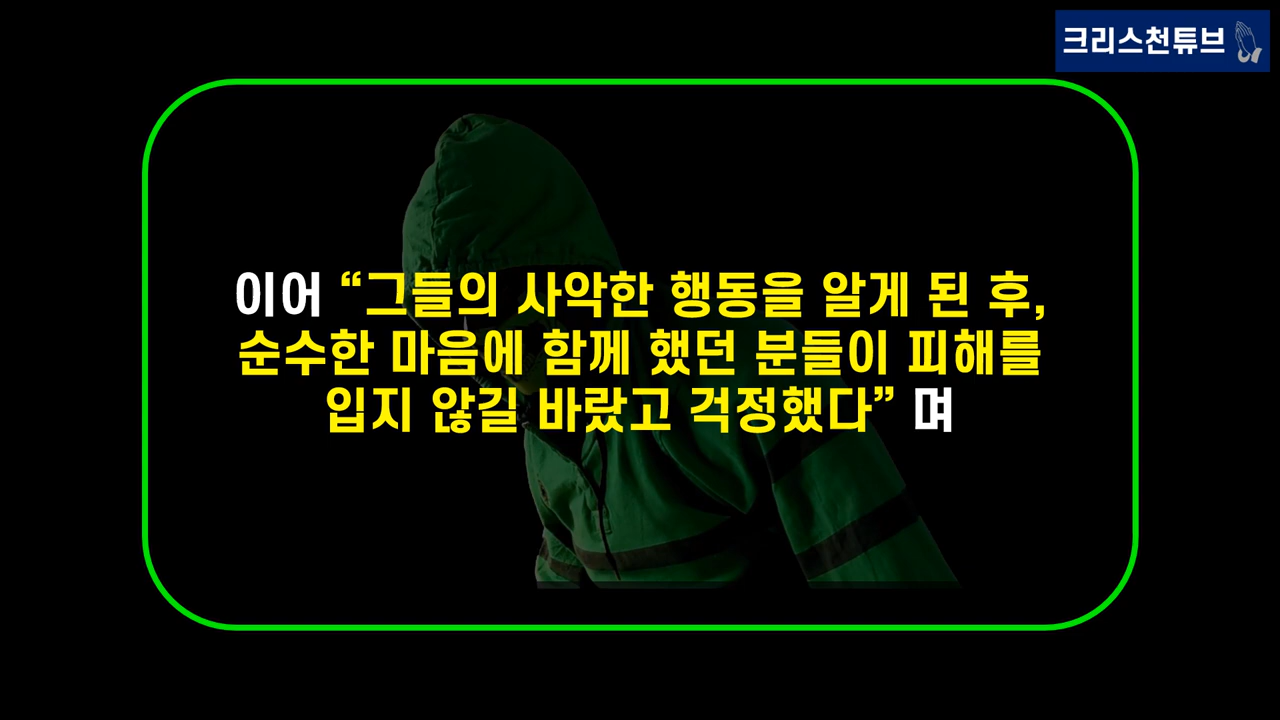 크리스천튜브
이어 “그들의 사악한 행동을 알게 된 후,
순수한 마음에 함께 했던 분들이 피해를
입지 않길 바랐고 걱정했다” 며